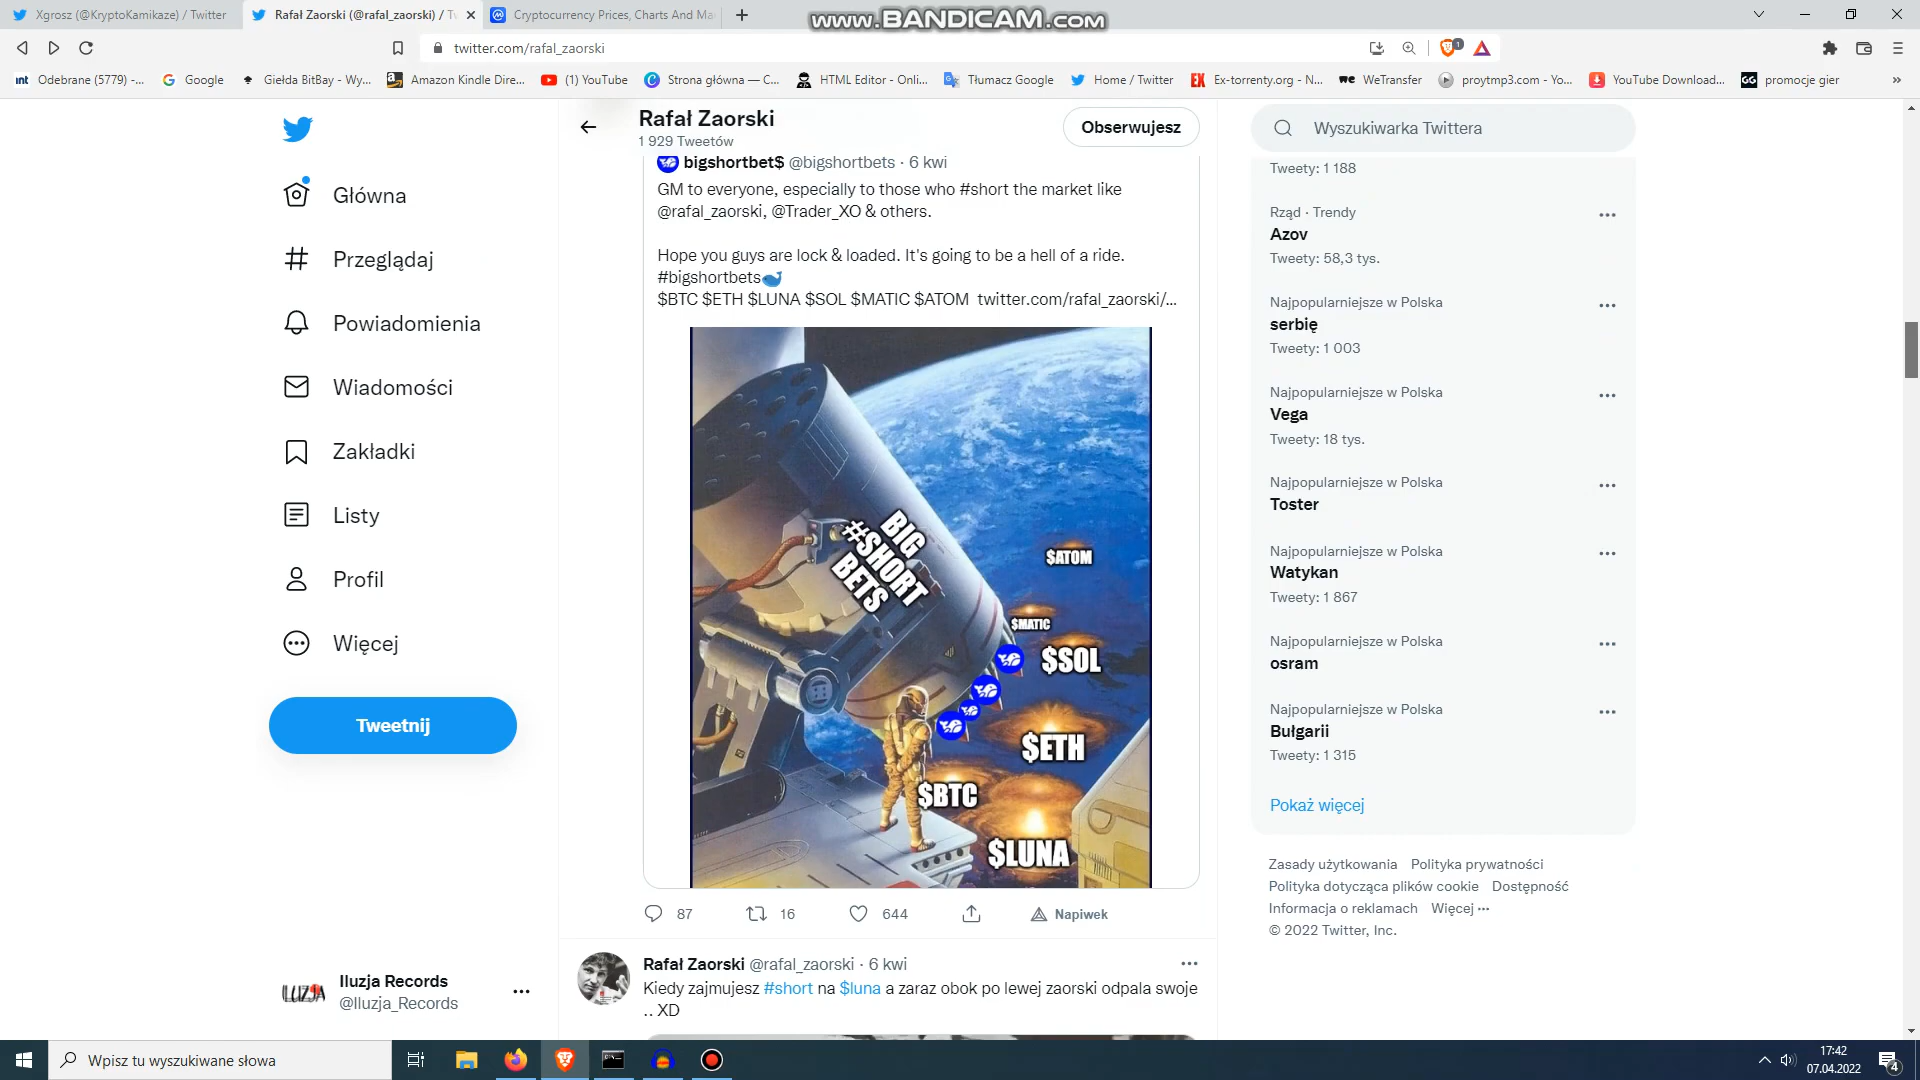 Xgrosz (@KryptoKamikaze) / Twitter
Rafał Zaorski (@rafal_zaorski) / Tw
Cryptocurrency Prices, Charts And Ma
www.BANDICAM.com
twitter.com/rafal_zaorski
1
int Odebrane (5779) -...
Google
Giełda BitBay - Wy...
Amazon Kindle Dire...
(1) YouTube
Strona główna — C...
HTML Editor - Onli...
Tłumacz Google
Home / Twitter
EX Ex-torrenty.org - N...
we WeTransfer
proytmp3.com - Yo...
YouTube Download...
GG promocje gier
»
Główna
Przeglądaj
Powiadomienia
Wiadomości
Zakładki
Listy
Profil
Więcej
Tweetnij
ILUZJA
Iluzja Records
@Iluzja_Records
Rafał Zaorski
1 929 Tweetów
Obserwujesz
bigshortbet$ @bigshortbets · 6 kwi
GM to everyone, especially to those who #short the market like
@rafal_zaorski, @Trader_XO & others.
Hope you guys are lock & loaded. It's going to be a hell of a ride.
#bigshortbets
$BTC $ETH $LUNA $SOL $MATIC $ATOM twitter.com/rafal_zaorski/...
BIG
#SHORT
BETS
$ATOM
$MATIC
$SOL
$ETH
$BTC
$LUNA
87
16
644
Napiwek
Rafał Zaorski @rafal_zaorski · 6 kwi
Kiedy zajmujesz #short na $luna a zaraz obok po lewej zaorski odpala swoje
.. XD
Wyszukiwarka Twittera
Tweety: 1 188
Rząd · Trendy
Azov
Tweety: 58,3 tys.
Najpopularniejsze w Polska
serbię
Tweety: 1 003
Najpopularniejsze w Polska
Vega
Tweety: 18 tys.
Najpopularniejsze w Polska
Toster
Najpopularniejsze w Polska
Watykan
Tweety: 1 867
Najpopularniejsze w Polska
osram
Najpopularniejsze w Polska
Bułgarii
Tweety: 1 315
Pokaż więcej
Zasady użytkowania Polityka prywatności
Polityka dotycząca plików cookie Dostępność
Informacja o reklamach Więcej ···
© 2022 Twitter, Inc.
Wpisz tu wyszukiwane słowa
17:42
07.04.2022
4